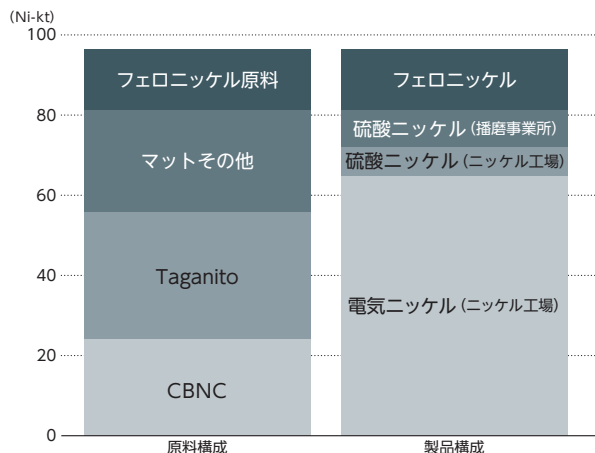 (Ni-kt)
100
80
60
40
20
0
フェロニッケル原料
マットその他
Taganito
CBNC
原料構成
フェロニッケル
硫酸ニッケル(播磨事業所)
硫酸ニッケル(ニッケル工場)
電気ニッケル(ニッケル工場)
製品構成